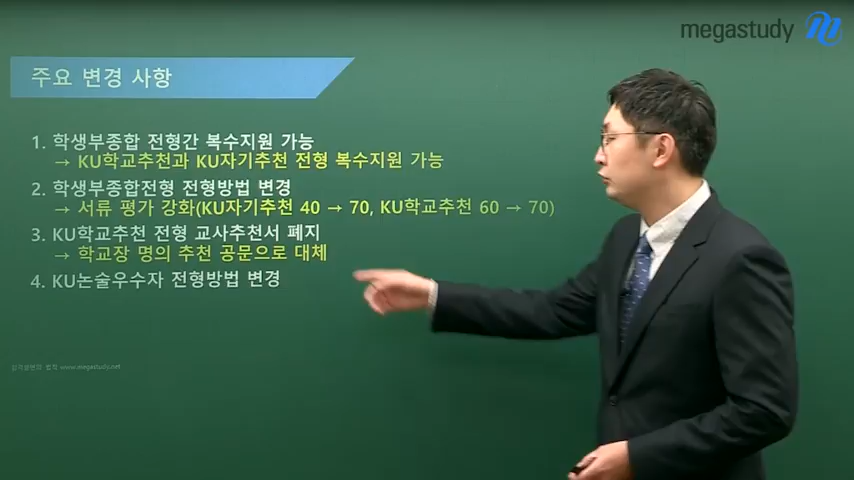 megastudy
주요 변경 사항
1. 학생부종합 전형간 복수지원 가능
→ KU학교추천과 KU자기추천 전형 복수지원 가능
2. 학생부종합전형 전형방법 변경
→ 서류 평가 강화(KU자기추천 40 → 70, KU학교추천 60 → 70)
3. KU학교추천 전형 교사추천서 폐지
→ 학교장 명의 추천 공문으로 대체
4. KU논술우수자 전형방법 변경
www.megastudy.net